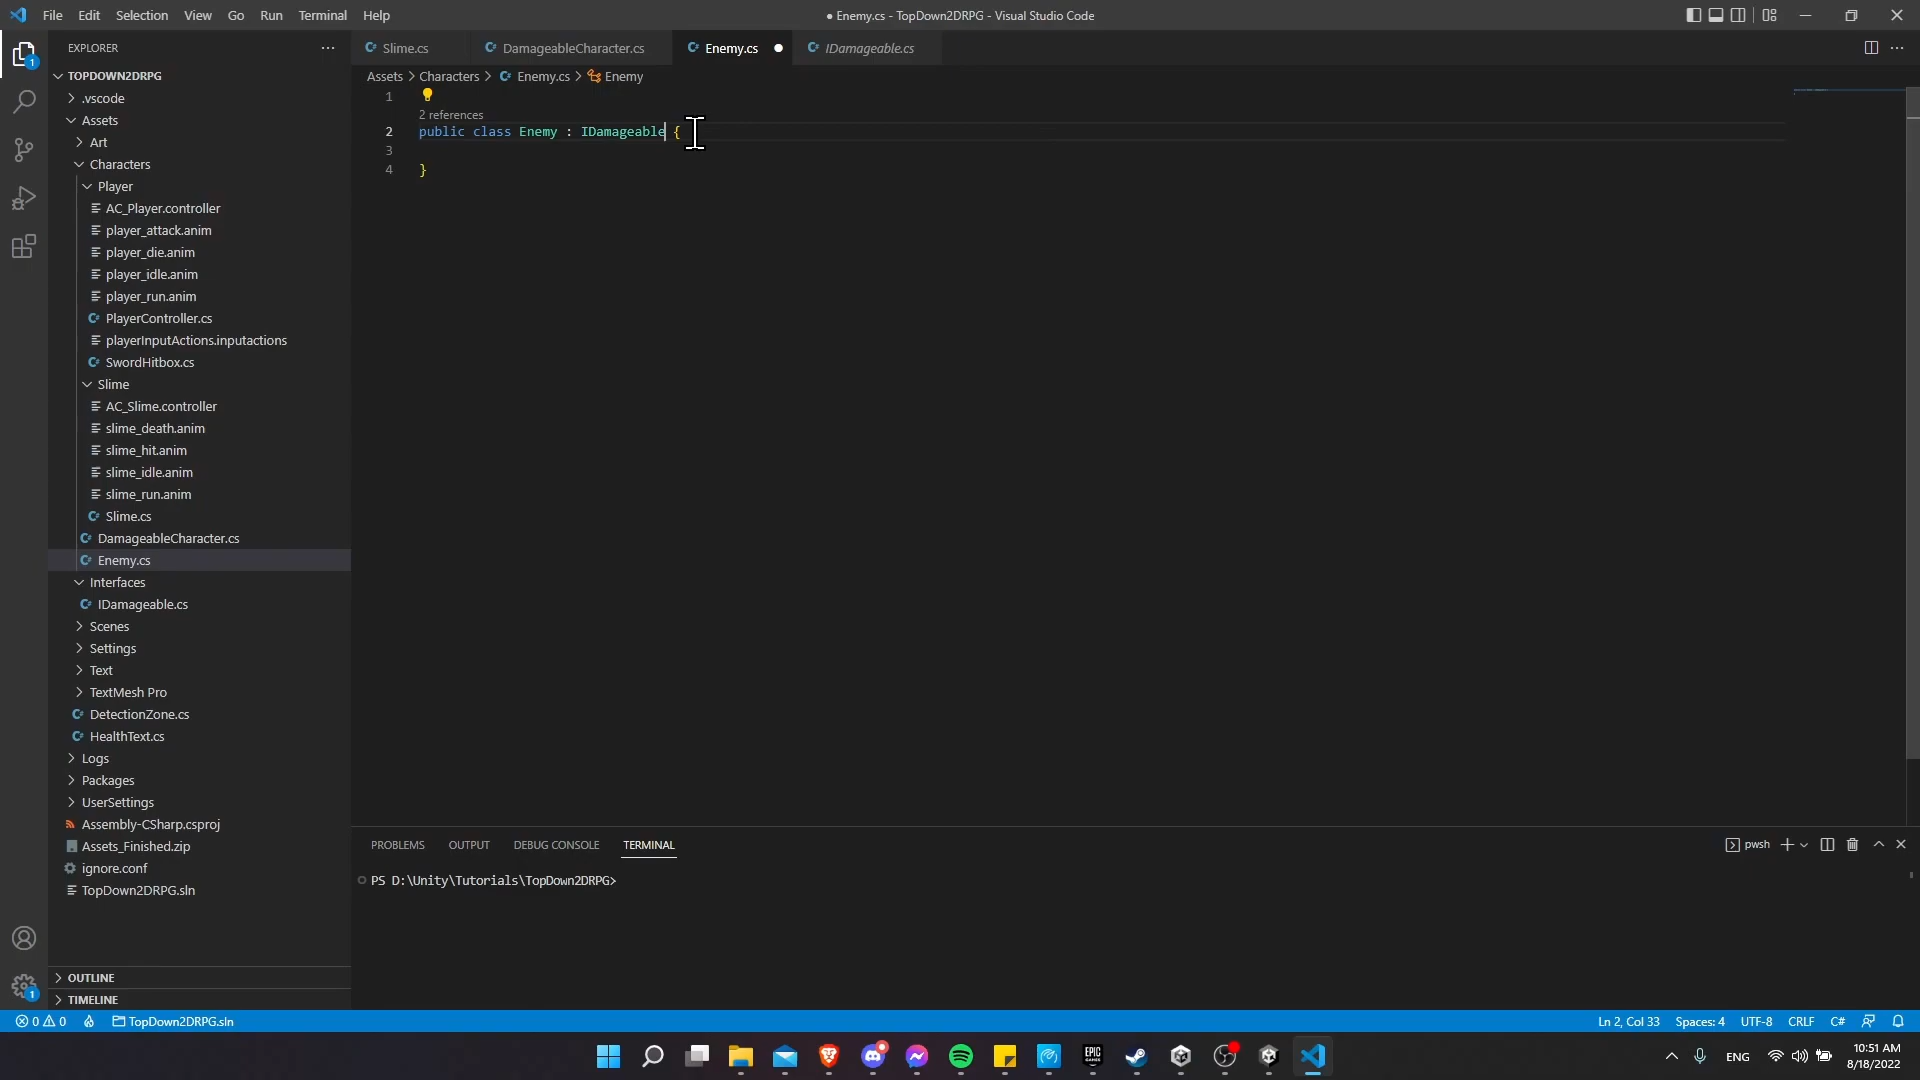 File Edit Selection View Go Run Terminal Help
● Enemy.cs - TopDown2DRPG - Visual Studio Code
EXPLORER
TOPDOWN2DRPG
.vscode
Assets
Art
Characters
Player
AC_Player.controller
player_attack.anim
player_die.anim
player_idle.anim
player_run.anim
PlayerController.cs
playerInputActions.inputactions
SwordHitbox.cs
Slime
AC_Slime.controller
slime_death.anim
slime_hit.anim
slime_idle.anim
slime_run.anim
Slime.cs
DamageableCharacter.cs
Enemy.cs
Interfaces
IDamageable.cs
Scenes
Settings
Text
TextMesh Pro
DetectionZone.cs
HealthText.cs
Logs
Packages
UserSettings
Assembly-CSharp.csproj
Assets_Finished.zip
ignore.conf
TopDown2DRPG.sln
OUTLINE
TIMELINE
Slime.cs DamageableCharacter.cs Enemy.cs IDamageable.cs
Assets > Characters > Enemy.cs > Enemy
1
2 references
2 public class Enemy : IDamageable {
3
4 }
PROBLEMS OUTPUT DEBUG CONSOLE TERMINAL
pwsh
PS D:\Unity\Tutorials\TopDown2DRPG>
0 0 TopDown2DRPG.sln
Ln 2, Col 33 Spaces: 4 UTF-8 CRLF C#
EPIC GAMES
ENG
10:51 AM
8/18/2022